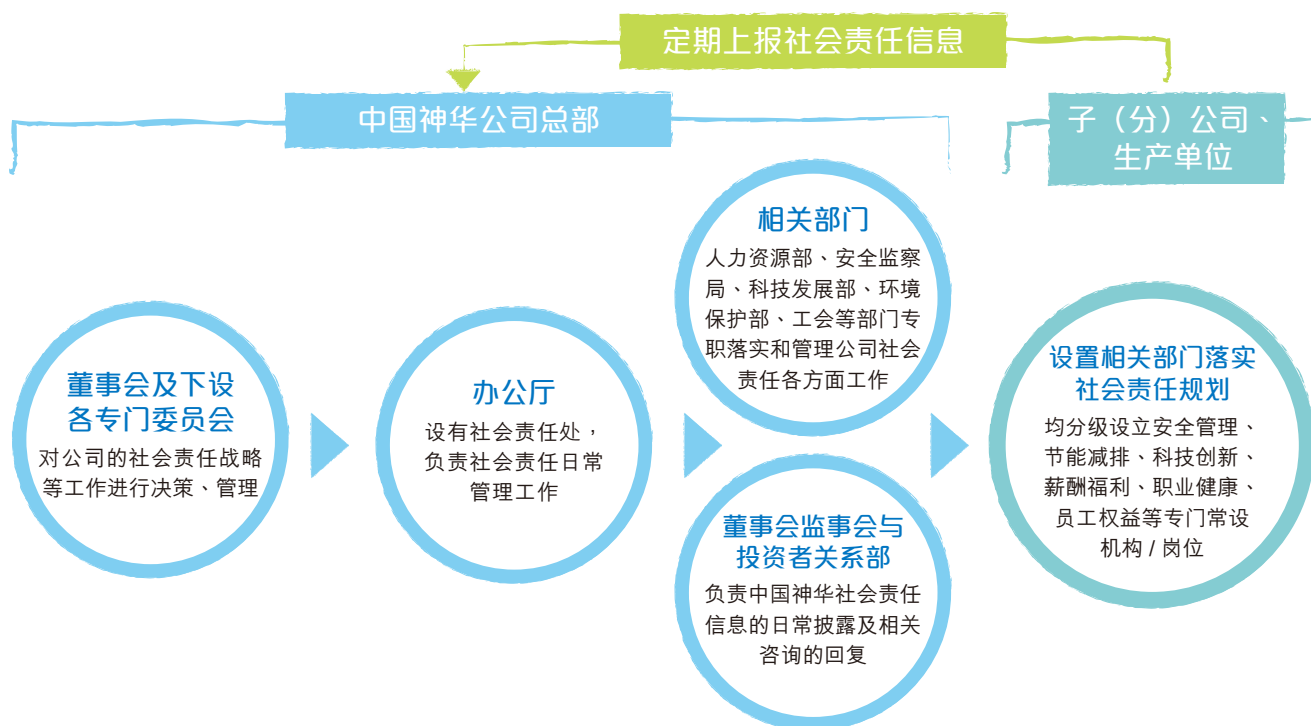 定期上报社会责任信息
中国神华公司总部
子（分）公司、
生产单位
董事会及下设
各专门委员会
对公司的社会责任战略
等工作进行决策、管理
办公厅
设有社会责任处，
负责社会责任日常
管理工作
相关部门
人力资源部、安全监察
局、科技发展部、环境
保护部、工会等部门专
职落实和管理公司社会
责任各方面工作
董事会监事会与
投资者关系部
负责中国神华社会责任
信息的日常披露及相关
咨询的回复
设置相关部门落实
社会责任规划
均分级设立安全管理、
节能减排、科技创新、
薪酬福利、职业健康、
员工权益等专门常设
机构 / 岗位